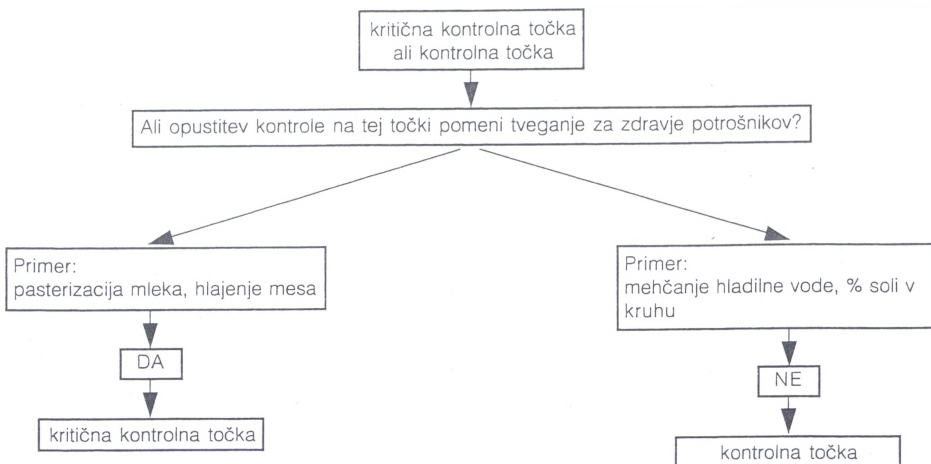 kritična kontrolna točka
ali kontrolna točka
Ali opustitev kontrole na tej točki pomeni tveganje za zdravje potrošnikov?
Primer:
pasterizacija mleka, hlajenje mesa
DA
kritična kontrolna točka
Primer:
mehčanje hladilne vode, % soli v
kruhu
NE
kontrolna točka